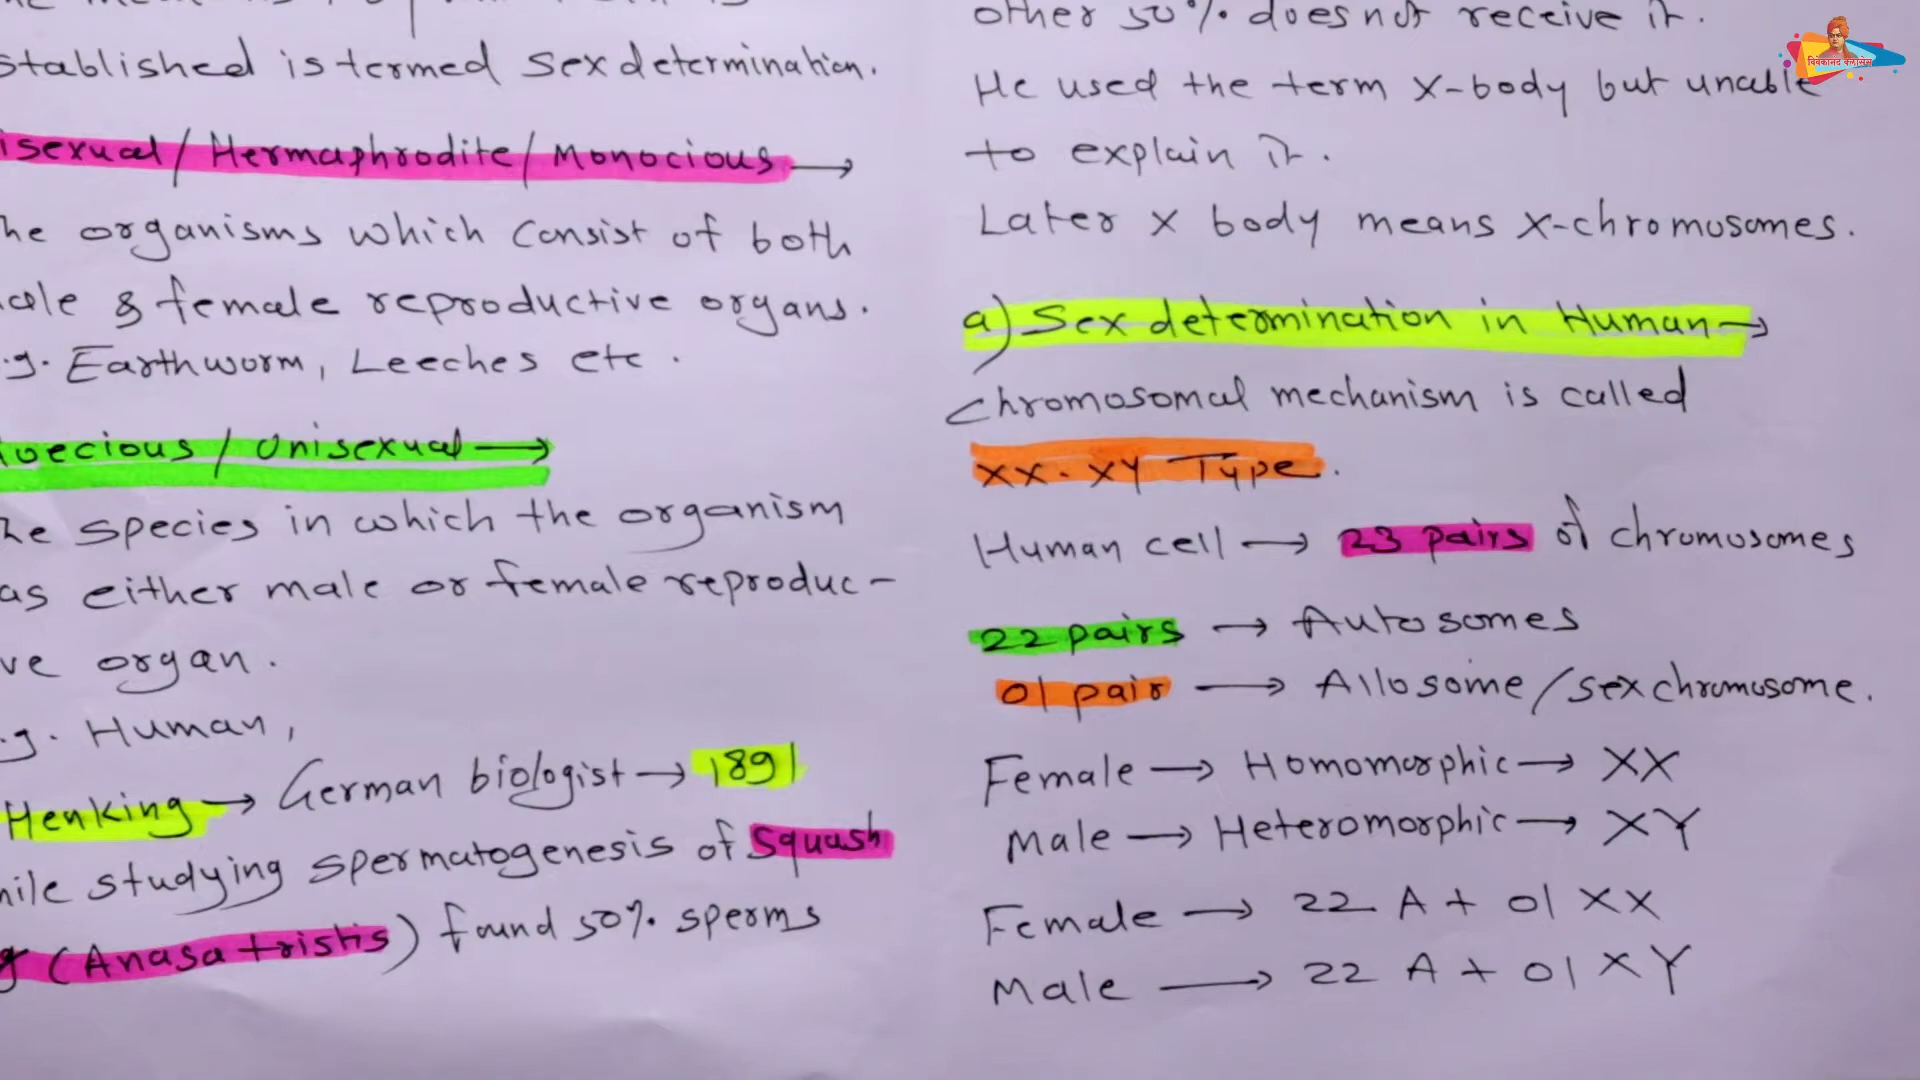 stablished is termed sex determination.
isexual / Hermaphrodite / Monocious →
he organisms which consist of both
ale & female reproductive organs.
.g. Earthworm, Leeches etc.
ioecious / Unisexual →
he species in which the organism
as either male or female reproduc-
ve organ.
.g. Human,
Henking → German biologist → 1891
hile studying spermatogenesis of Squash
g (Anasa tristis) found 50% sperms
other 50% does not receive it.
He used the term X-body but unable
to explain it.
Later X body means X-chromosomes.
a) Sex determination in Human →
Chromosomal mechanism is called
XX-XY Type.
Human cell → 23 pairs of chromosomes
22 pairs → Autosomes
01 pair → Allosome/sex chromosome.
Female → Homomorphic → XX
Male → Heteromorphic → XY
Female → 22 A + 01 XX
Male → 22 A + 01 XY
विवेकानंद क्लासेस